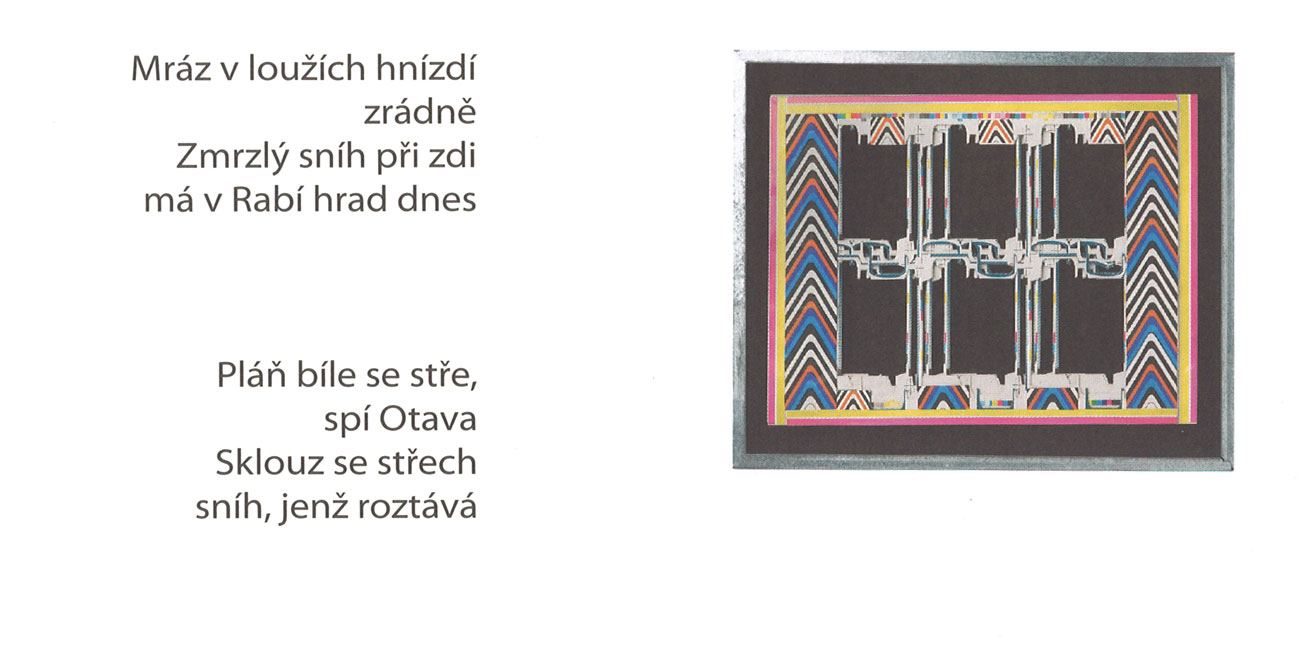 Mráz v loužích hnízdí
zrádně
Zmrzlý sníh při zdi
má v Rabí hrad dnes
Pláň bíle se stře,
spí Otava
Sklouz se střech
sníh, jenž roztává